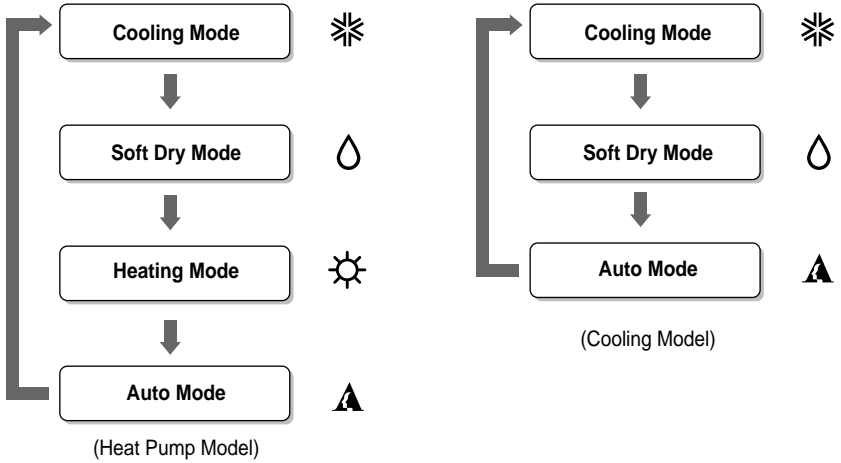 Cooling Mode
Soft Dry Mode
Heating Mode
Auto Mode
(Heat Pump Model)
Cooling Mode
Soft Dry Mode
Auto Mode
(Cooling Model)